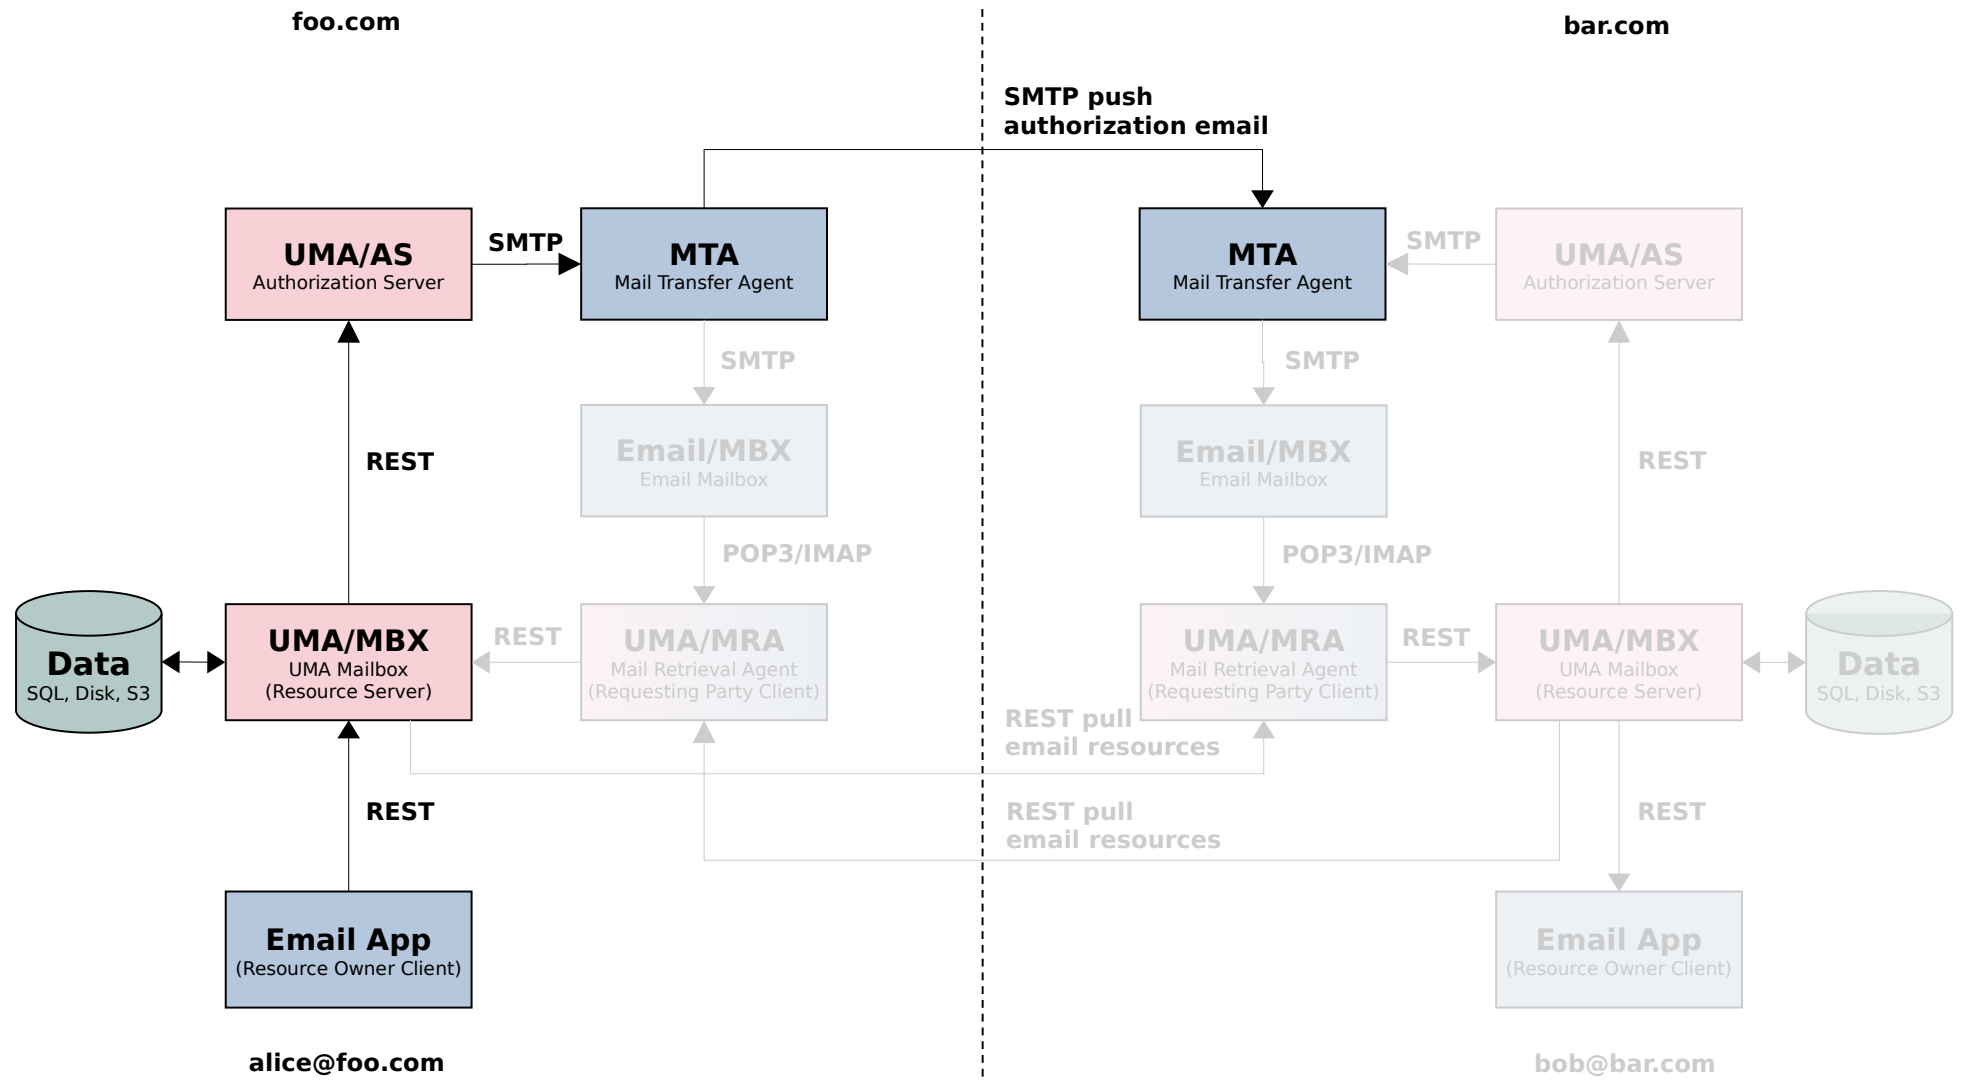 foo.com
bar.com
SMTP push
authorization email
UMA/AS
Authorization Server
SMTP
MTA
Mail Transfer Agent
MTA
Mail Transfer Agent
SMTP
UMA/AS
Authorization Server
SMTP
SMTP
Email/MBX
Email Mailbox
Email/MBX
Email Mailbox
REST
REST
POP3/IMAP
POP3/IMAP
Data
SQL, Disk, S3
UMA/MBX
UMA Mailbox
(Resource Server)
REST
UMA/MRA
Mail Retrieval Agent
(Requesting Party Client)
UMA/MRA
Mail Retrieval Agent
(Requesting Party Client)
REST
UMA/MBX
UMA Mailbox
(Resource Server)
Data
SQL, Disk, S3
REST pull
email resources
REST
REST pull
email resources
REST
Email App
(Resource Owner Client)
Email App
(Resource Owner Client)
alice@foo.com
bob@bar.com